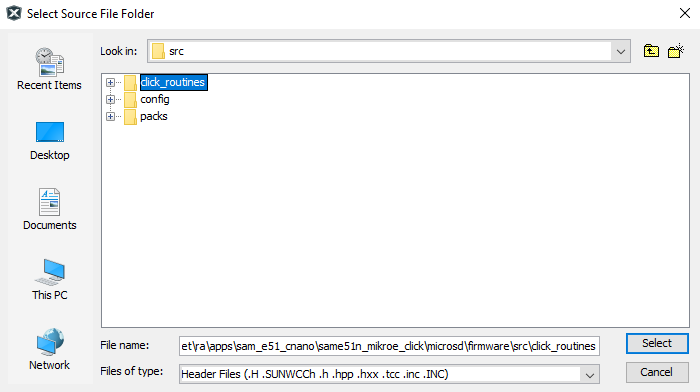 Select Source File Folder
Look in: src
Recent Items
Desktop
Documents
This PC
Network
click_routines
config
packs
File name: et\ra\apps\sam_e51_cnano\same51n_mikroe_click\microsd\firmware\src\click_routines
Select
Files of type: Header Files (.H .SUNWCCh .h .hpp .hxx .tcc .inc .INC)
Cancel